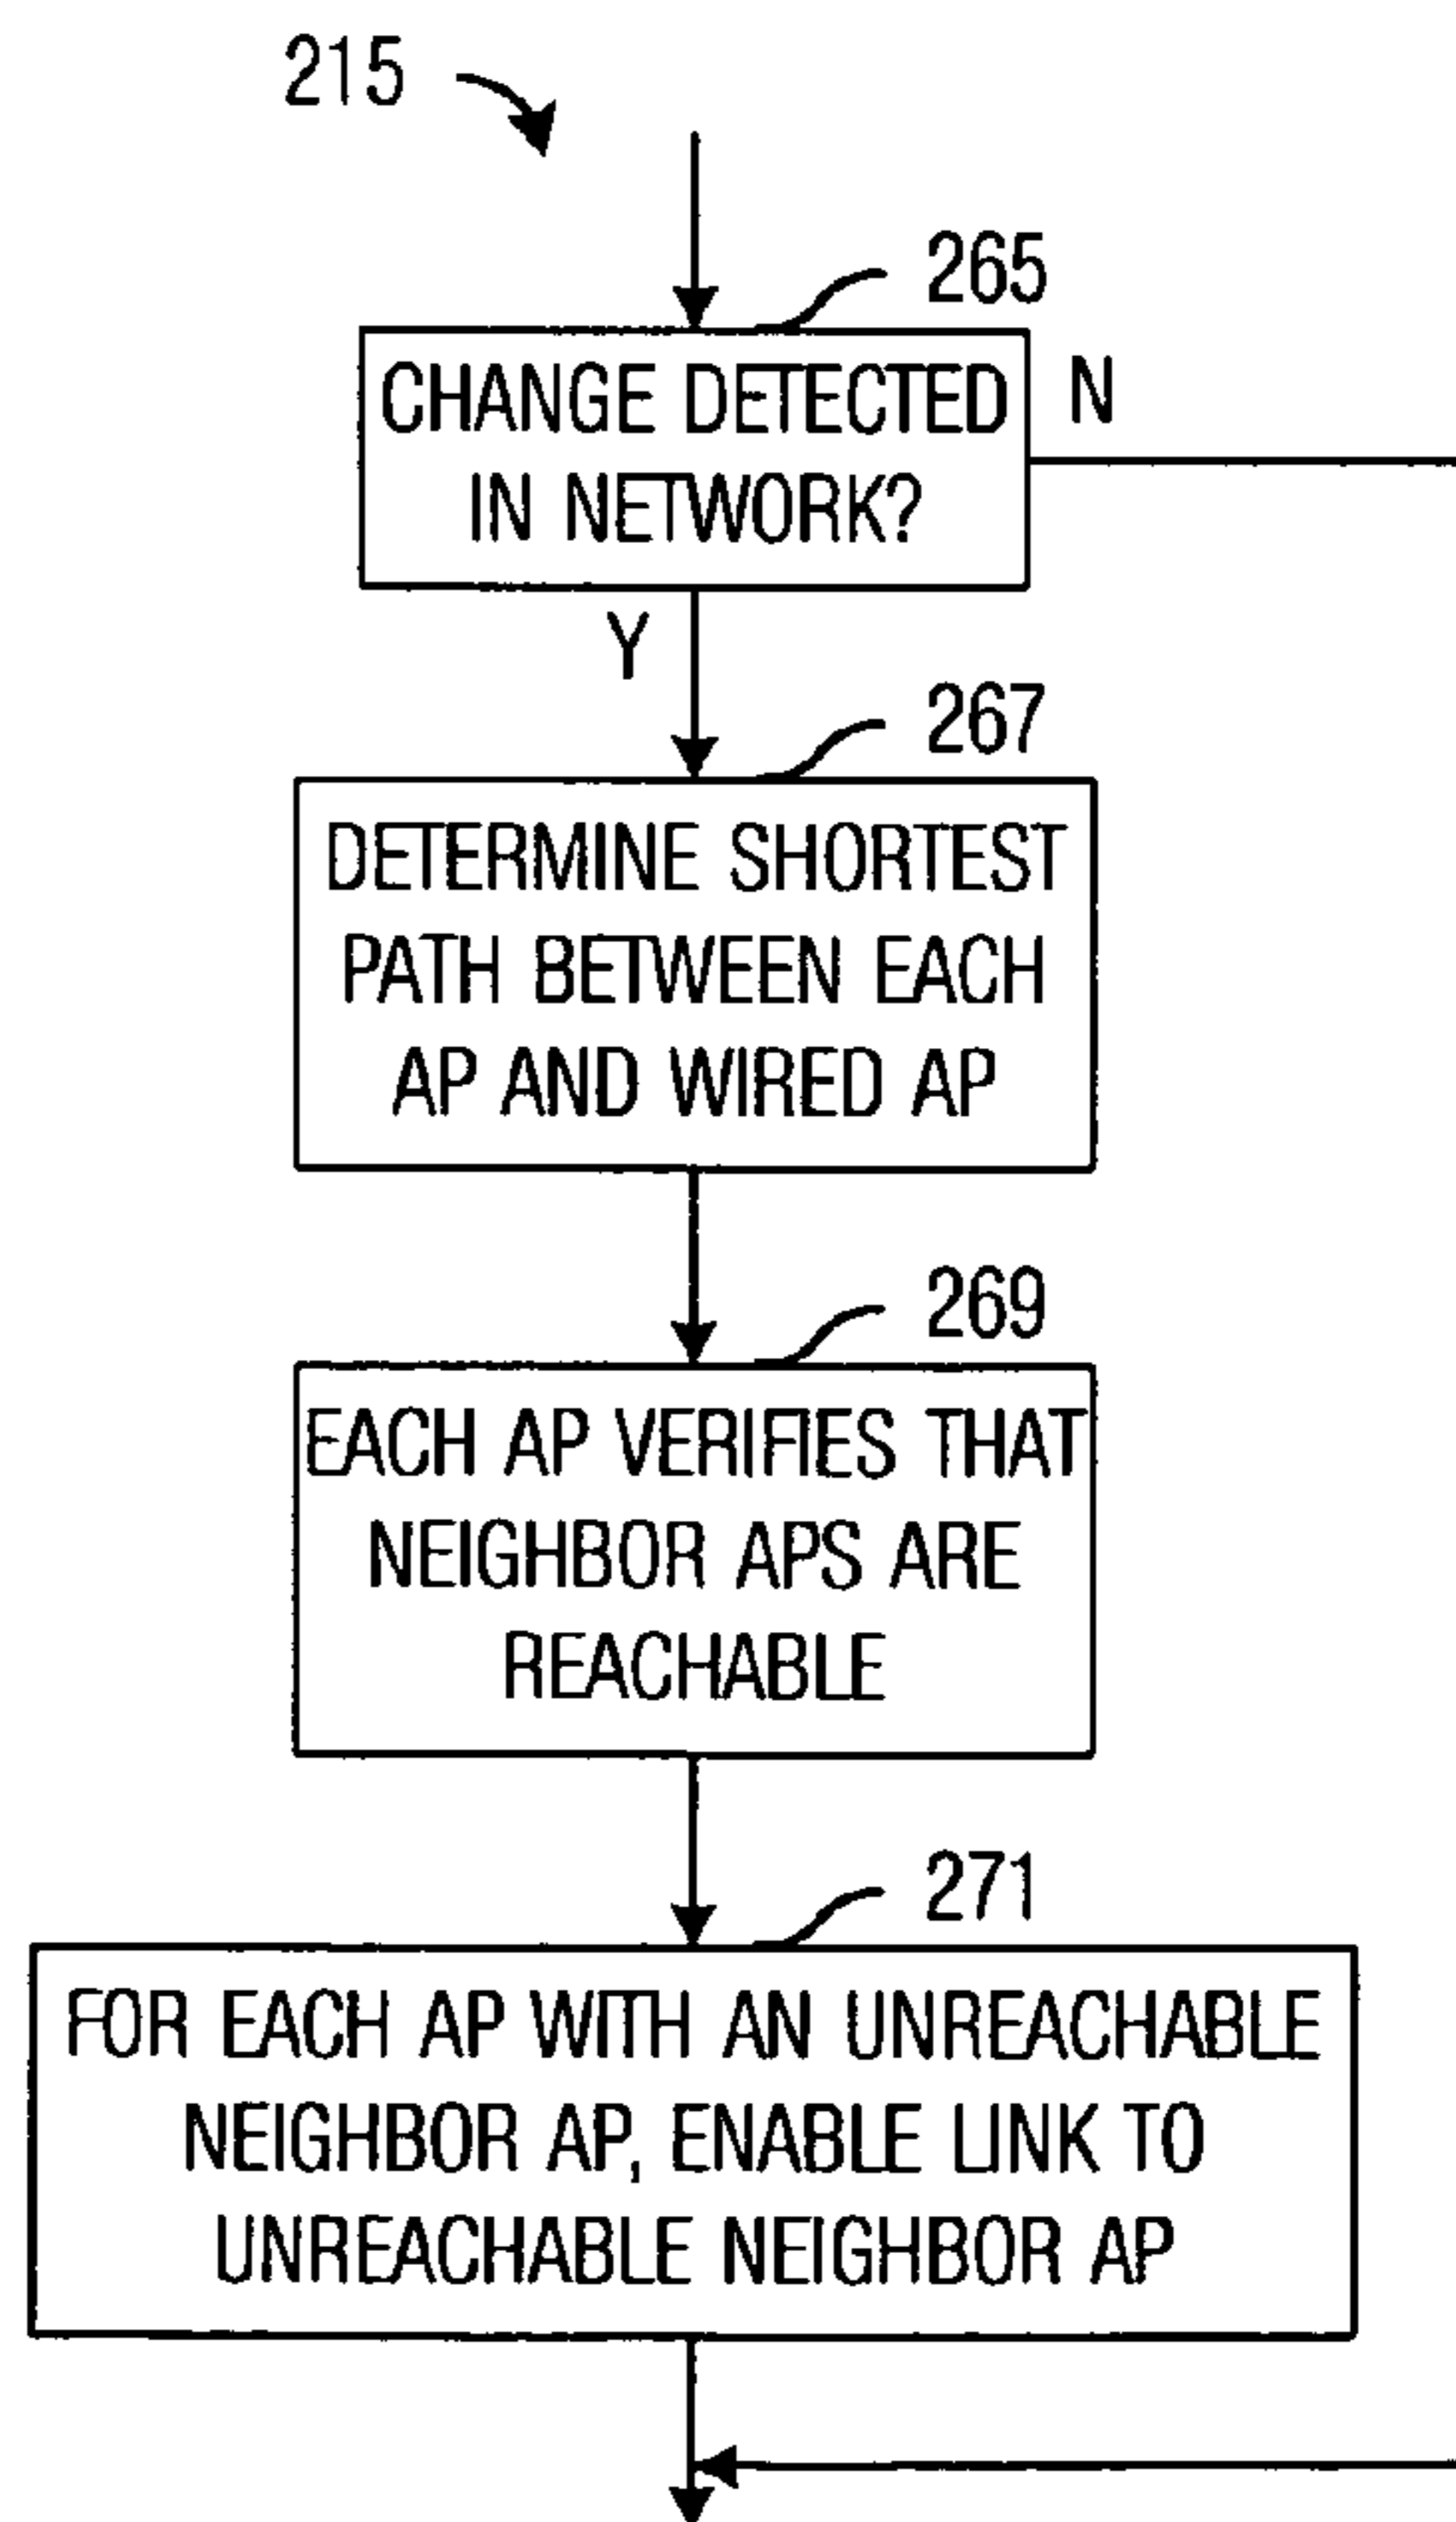 215
265
CHANGE DETECTED
IN NETWORK?
N
Y
267
DETERMINE SHORTEST
PATH BETWEEN EACH
AP AND WIRED AP
269
EACH AP VERIFIES THAT
NEIGHBOR APS ARE
REACHABLE
271
FOR EACH AP WITH AN UNREACHABLE
NEIGHBOR AP, ENABLE LINK TO
UNREACHABLE NEIGHBOR AP